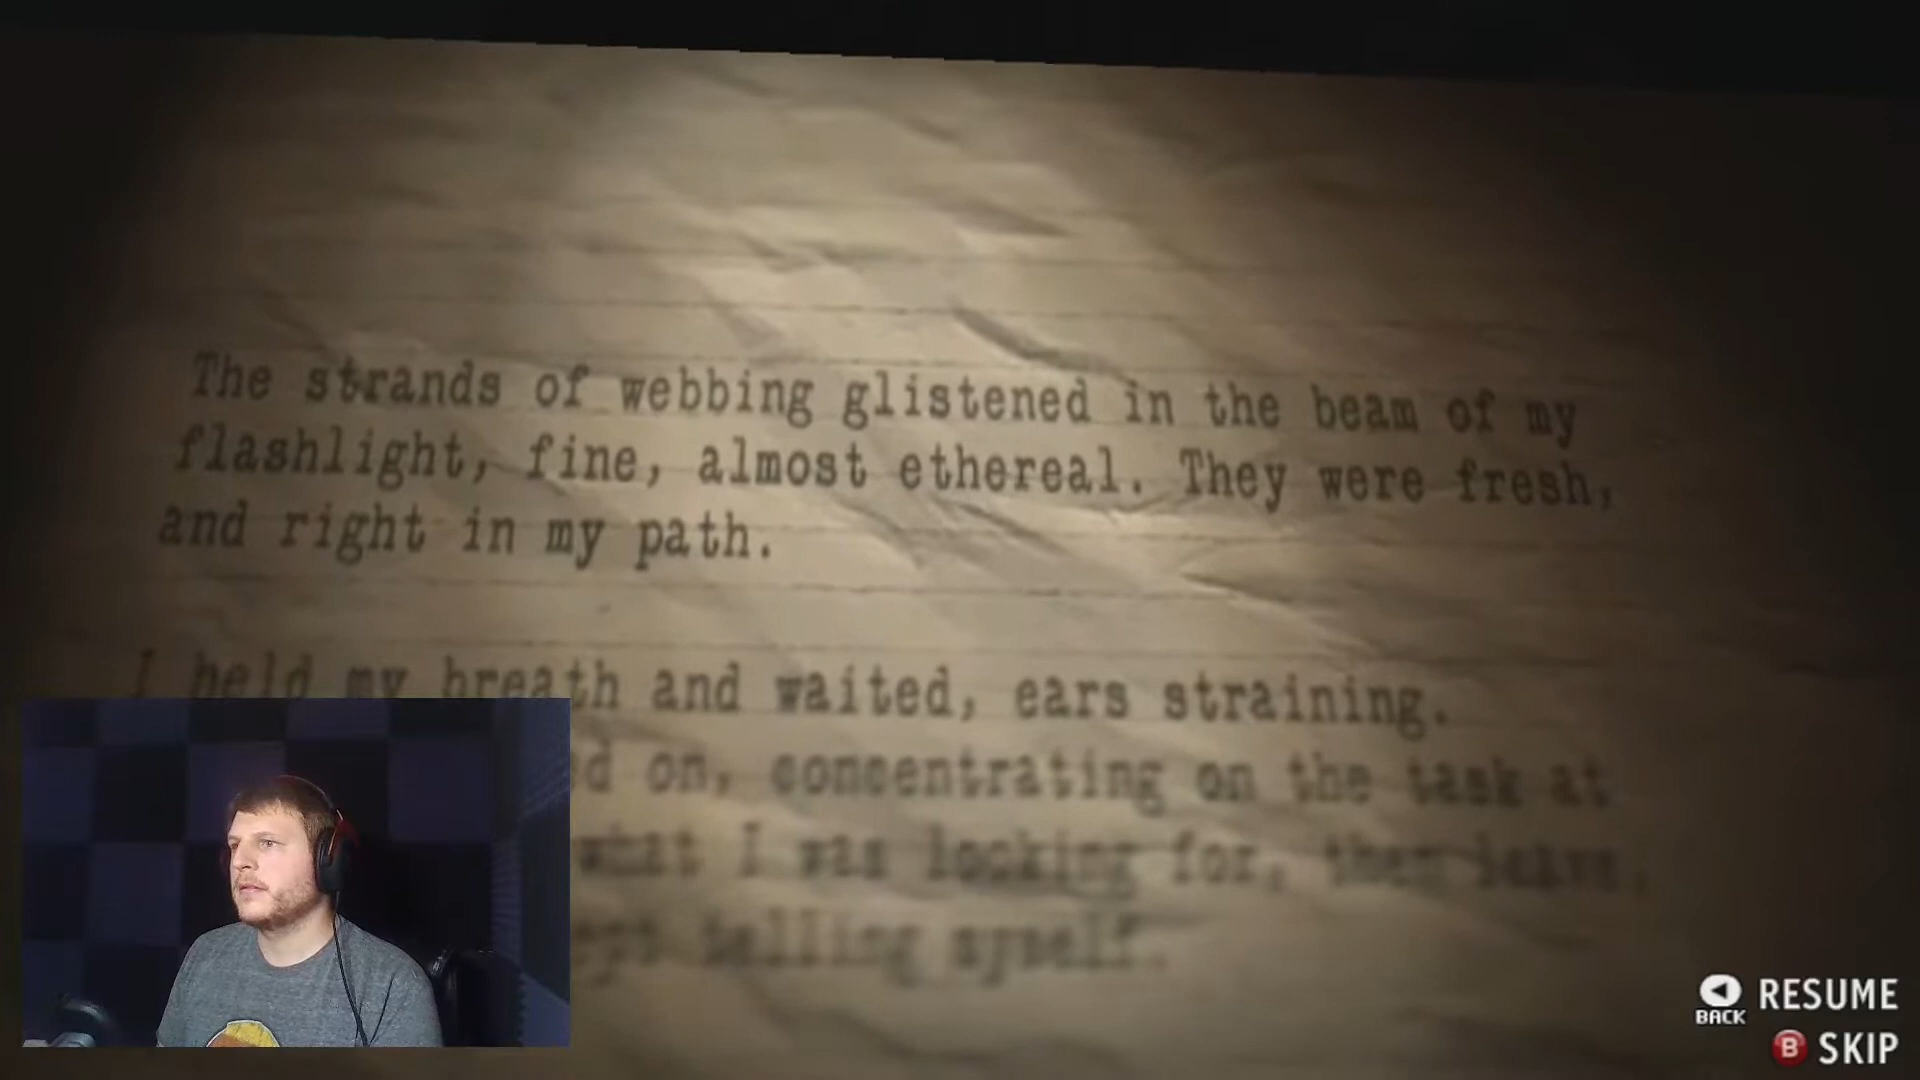 The strands of webbing glistened in the beam of my
flashlight, fine, almost ethereal. They were fresh,
and right in my path.
I held my breath and waited, ears straining.
on, concentrating on the task at
what I was looking for, then leave,
telling myself.
BACK RESUME
B SKIP